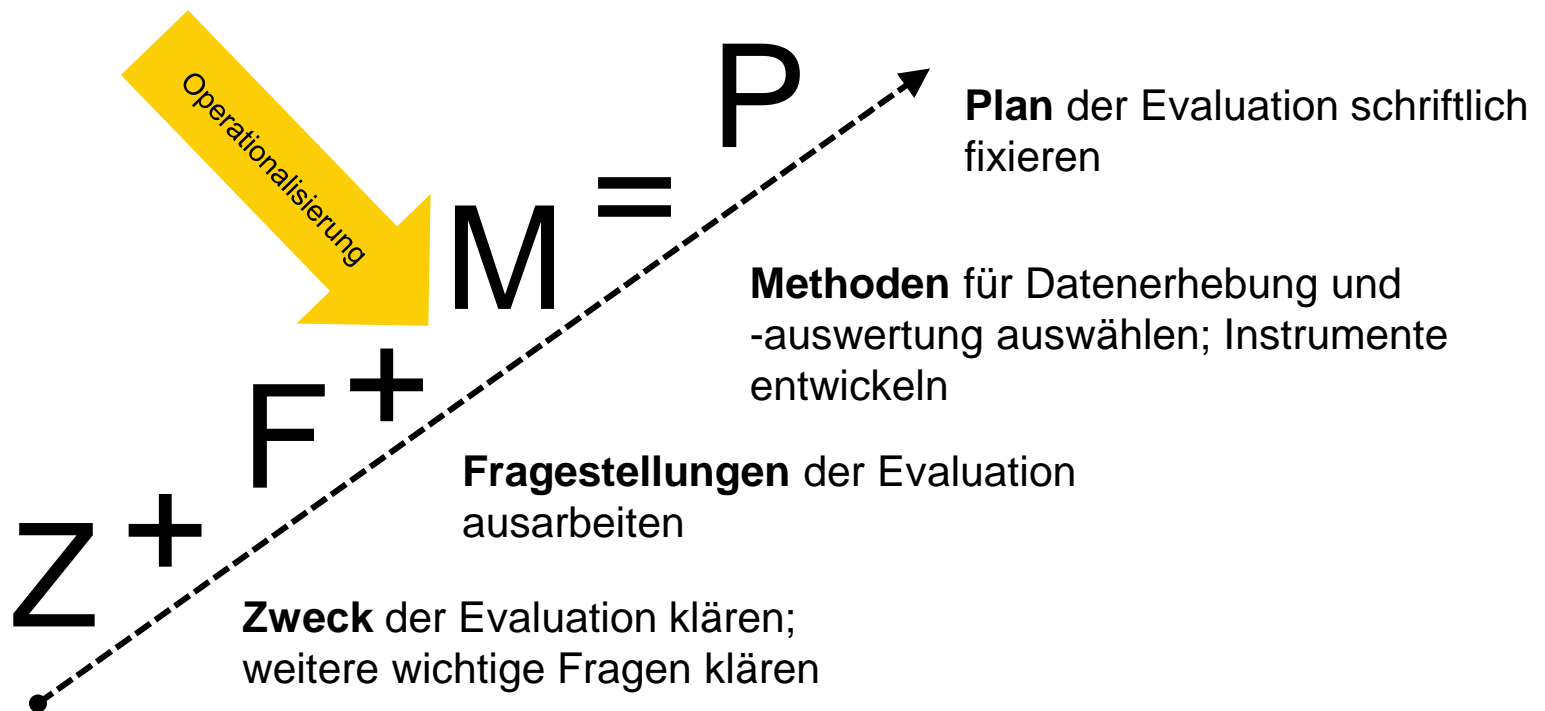 Operationalisierung
Z + F + M = P
Plan der Evaluation schriftlich
fixieren
Methoden für Datenerhebung und
-auswertung auswählen; Instrumente
entwickeln
Fragestellungen der Evaluation
ausarbeiten
Zweck der Evaluation klären;
weitere wichtige Fragen klären